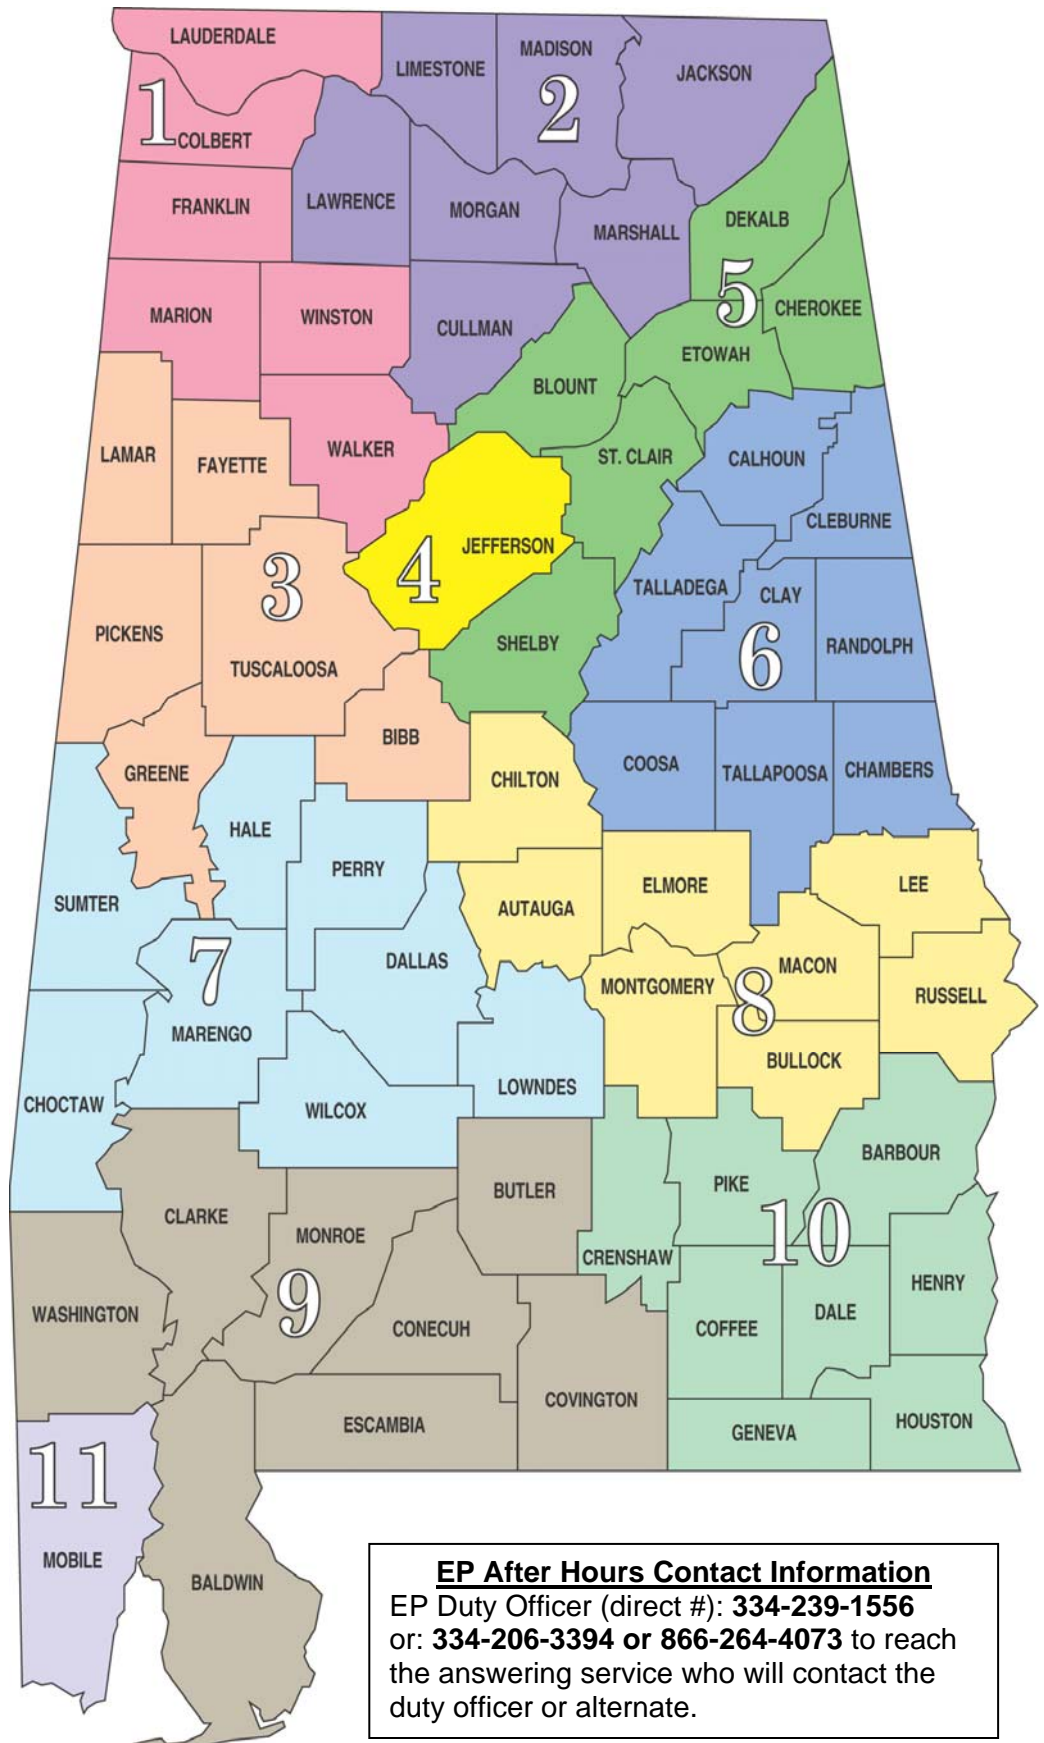 LAUDERDALE
LIMESTONE
MADISON
JACKSON
1
2
COLBERT
FRANKLIN
LAWRENCE
MORGAN
MARSHALL
DEKALB
5
MARION
WINSTON
CULLMAN
CHEROKEE
ETOWAH
BLOUNT
LAMAR
FAYETTE
WALKER
ST. CLAIR
CALHOUN
CLEBURNE
JEFFERSON
4
3
TALLADEGA
CLAY
PICKENS
SHELBY
6
RANDOLPH
TUSCALOOSA
BIBB
GREENE
CHILTON
COOSA
TALLAPOOSA
CHAMBERS
HALE
PERRY
SUMTER
AUTAUGA
ELMORE
LEE
7
DALLAS
MONTGOMERY
MACON
8
RUSSELL
MARENGO
BULLOCK
CHOCTAW
WILCOX
LOWNDES
BARBOUR
CLARKE
BUTLER
PIKE
10
MONROE
CRENSHAW
HENRY
WASHINGTON
9
CONECUH
COFFEE
DALE
ESCAMBIA
COVINGTON
GENEVA
HOUSTON
11
MOBILE
BALDWIN
EP After Hours Contact Information
EP Duty Officer (direct #): 334-239-1556
or: 334-206-3394 or 866-264-4073 to reach
the answering service who will contact the
duty officer or alternate.